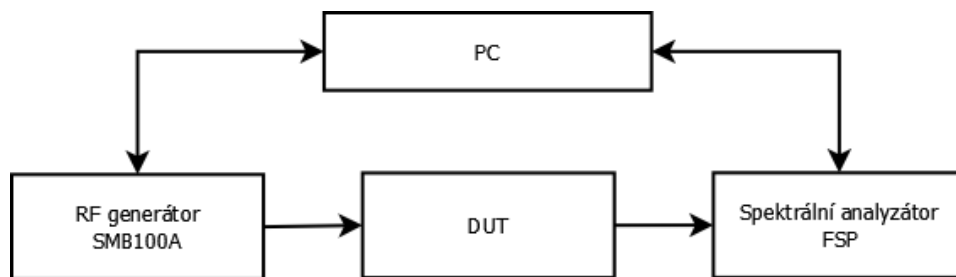 PC
RF generátor
SMB100A
DUT
Spektrální analyzátor
FSP